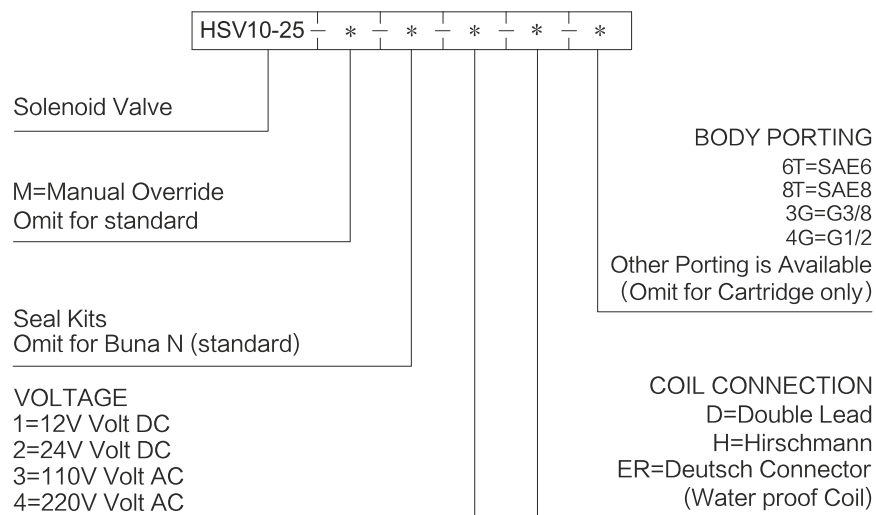 HSV10-25 - * - * - * - * - *
Solenoid Valve
M=Manual Override
Omit for standard
Seal Kits
Omit for Buna N (standard)
VOLTAGE
1=12V Volt DC
2=24V Volt DC
3=110V Volt AC
4=220V Volt AC
BODY PORTING
6T=SAE6
8T=SAE8
3G=G3/8
4G=G1/2
Other Porting is Available
(Omit for Cartridge only)
COIL CONNECTION
D=Double Lead
H=Hirschmann
ER=Deutsch Connector
(Water proof Coil)